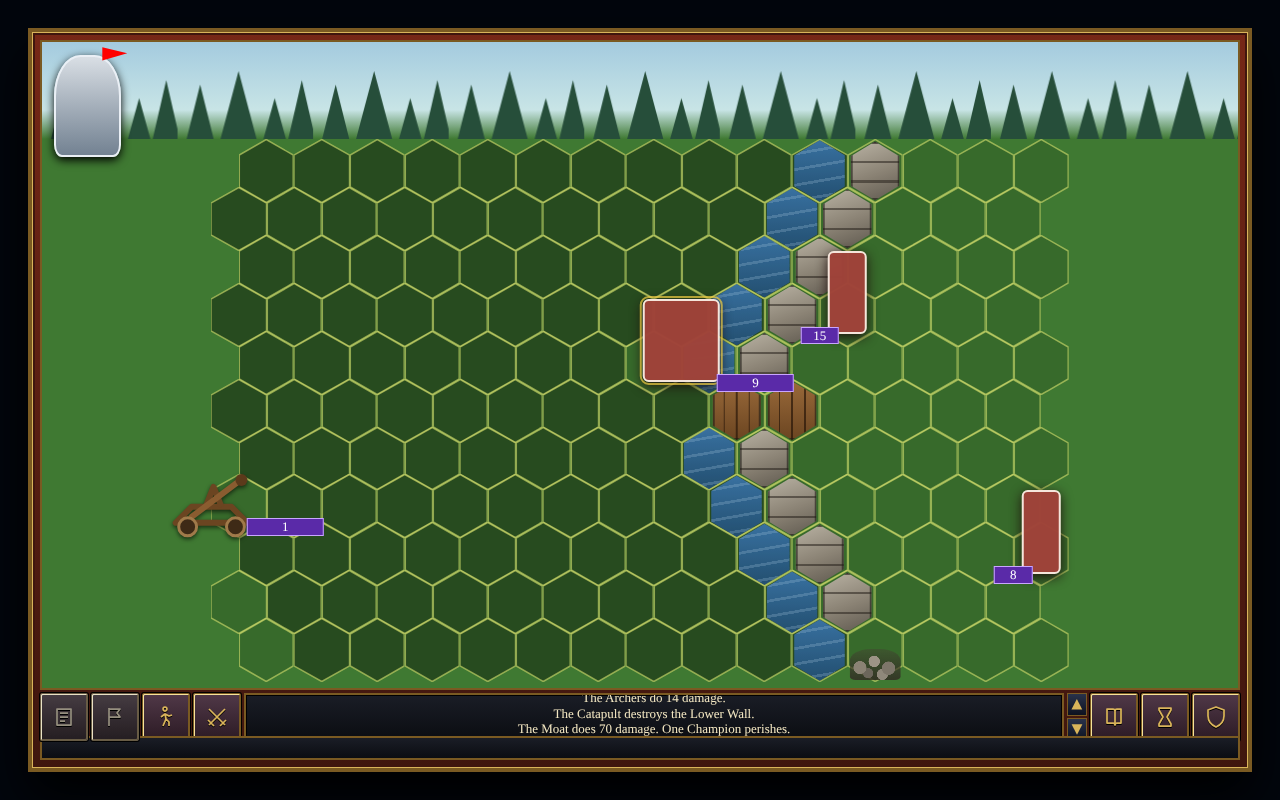 15
9
1
8
The Archers do 14 damage.
The Catapult destroys the Lower Wall.
The Moat does 70 damage. One Champion perishes.